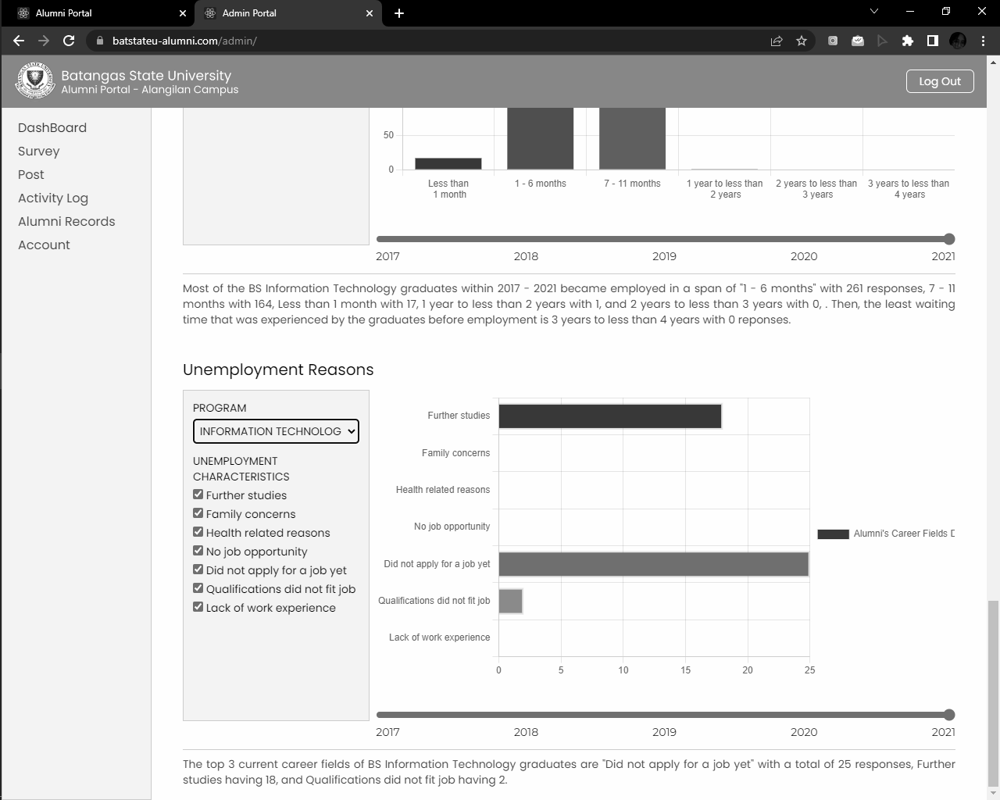 Alumni Portal
Admin Portal
batstateu-alumni.com/admin/
Batangas State University
Alumni Portal - Alangilan Campus
Log Out
DashBoard
Survey
Post
Activity Log
Alumni Records
Account
50
0
Less than
1 month
1 - 6 months
7 - 11 months
1 year to less than
2 years
2 years to less than
3 years
3 years to less than
4 years
2017 2018 2019 2020 2021
Most of the BS Information Technology graduates within 2017 - 2021 became employed in a span of "1 - 6 months" with 261 responses, 7 - 11
months with 164, Less than 1 month with 17, 1 year to less than 2 years with 1, and 2 years to less than 3 years with 0, . Then, the least waiting
time that was experienced by the graduates before employment is 3 years to less than 4 years with 0 reponses.
Unemployment Reasons
PROGRAM
INFORMATION TECHNOLOG
UNEMPLOYMENT
CHARACTERISTICS
Further studies
Family concerns
Health related reasons
No job opportunity
Did not apply for a job yet
Qualifications did not fit job
Lack of work experience
Further studies
Family concerns
Health related reasons
No job opportunity
Did not apply for a job yet
Qualifications did not fit job
Lack of work experience
0 5 10 15 20 25
Alumni's Career Fields D
2017 2018 2019 2020 2021
The top 3 current career fields of BS Information Technology graduates are "Did not apply for a job yet" with a total of 25 responses, Further
studies having 18, and Qualifications did not fit job having 2.